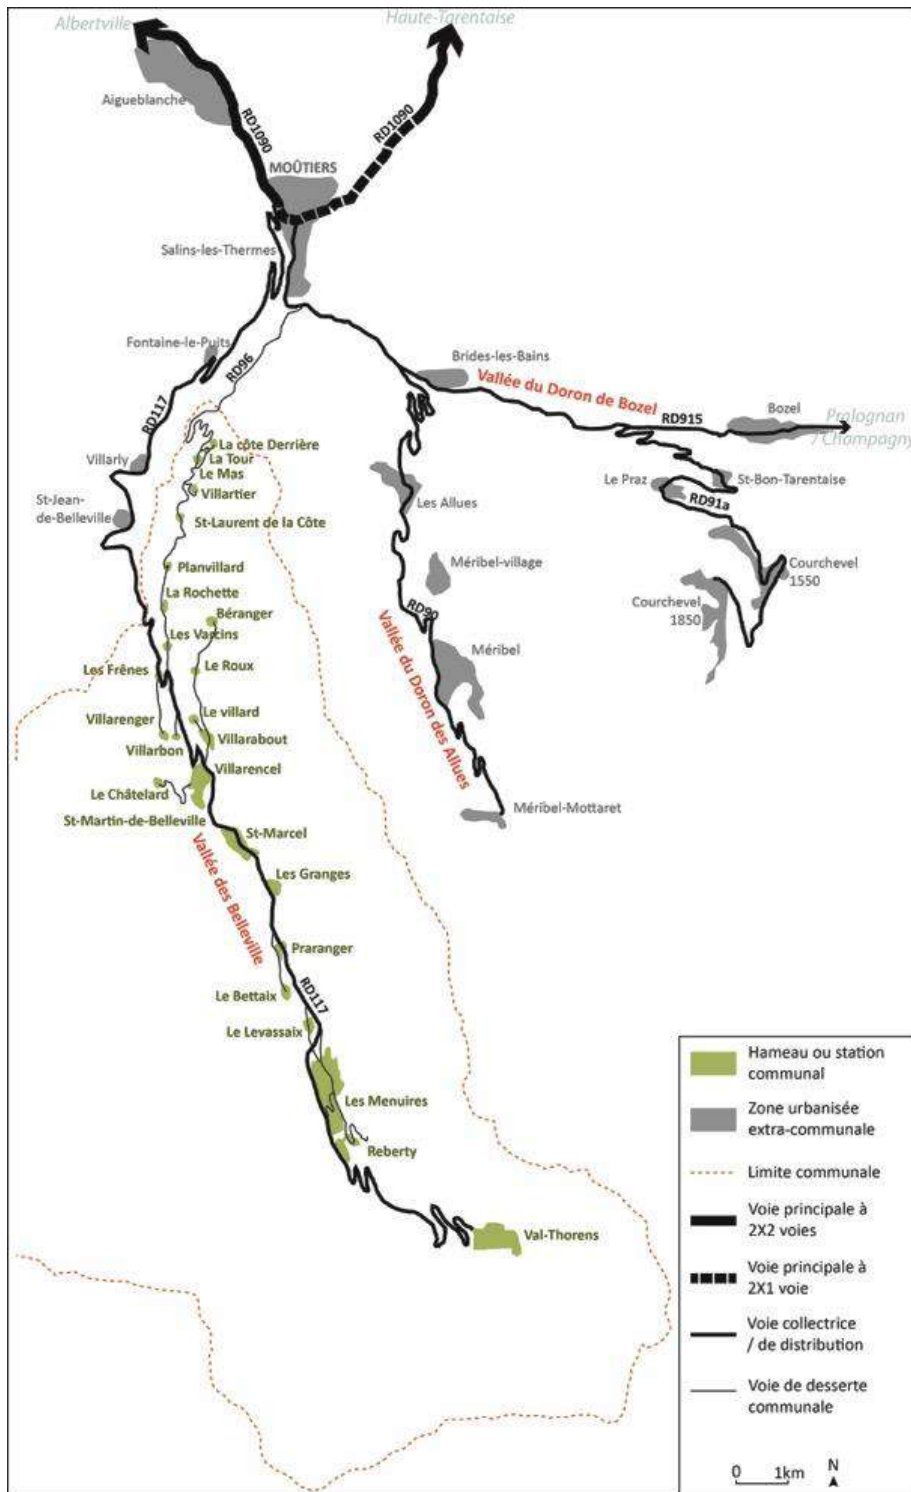 Albertville
Haute-Tarentaise
Aigueblanche
RD1090
RD1090
MOÛTIERS
Salins-les-Thermes
Fontaine-le-Puits
RD96
Brides-les-Bains
Vallée du Doron de Bozel
RD915
Bozel
Pralognan
/ Champagny
RD117
La côte Derrière
La Tour
Villarly
Le Mas
Villartier
St-Jean-
de-Belleville
St-Laurent de la Côte
Les Allues
Le Praz
St-Bon-Tarentaise
RD91a
Planvillard
Méribel-village
Courchevel
1550
La Rochette
Béranger
Courchevel
1850
RD90
Les Varcins
Méribel
Vallée du Doron des Allues
Les Frênes
Le Roux
Villarenger
Le villard
Villarbon
Villarabout
Villarencel
Le Châtelard
St-Martin-de-Belleville
Méribel-Mottaret
St-Marcel
Vallée des Belleville
Les Granges
Praranger
Le Bettaix
RD117
Le Levassaix
Les Menuires
Reberty
Val-Thorens
Hameau ou station
communal
Zone urbanisée
extra-communale
Limite communale
Voie principale à
2X2 voies
Voie principale à
2X1 voie
Voie collectrice
/ de distribution
Voie de desserte
communale
0 1km
N